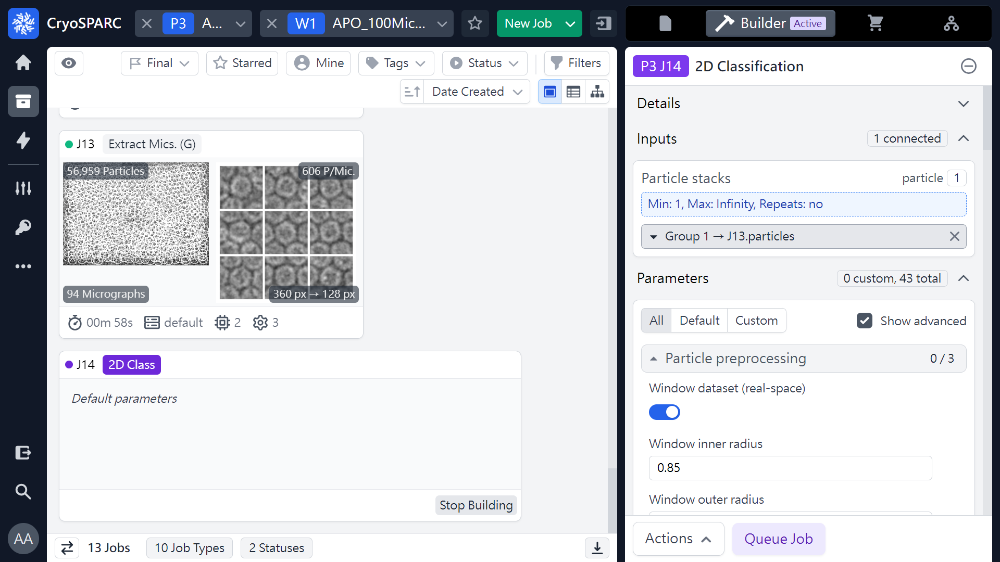 CryoSPARC
P3 A...
W1 APO_100Mic...
New Job
Builder Active
Final
Starred
Mine
Tags
Status
Filters
Date Created
J13 Extract Mics. (G)
56,959 Particles
606 P/Mic.
94 Micrographs
360 px → 128 px
00m 58s default 2 3
J14 2D Class
Default parameters
Stop Building
13 Jobs
10 Job Types
2 Statuses
AA
P3 J14 2D Classification
Details
Inputs
1 connected
Particle stacks
particle 1
Min: 1, Max: Infinity, Repeats: no
Group 1 → J13.particles
Parameters
0 custom, 43 total
All Default Custom
Show advanced
Particle preprocessing 0 / 3
Window dataset (real-space)
Window inner radius
0.85
Window outer radius
Actions
Queue Job